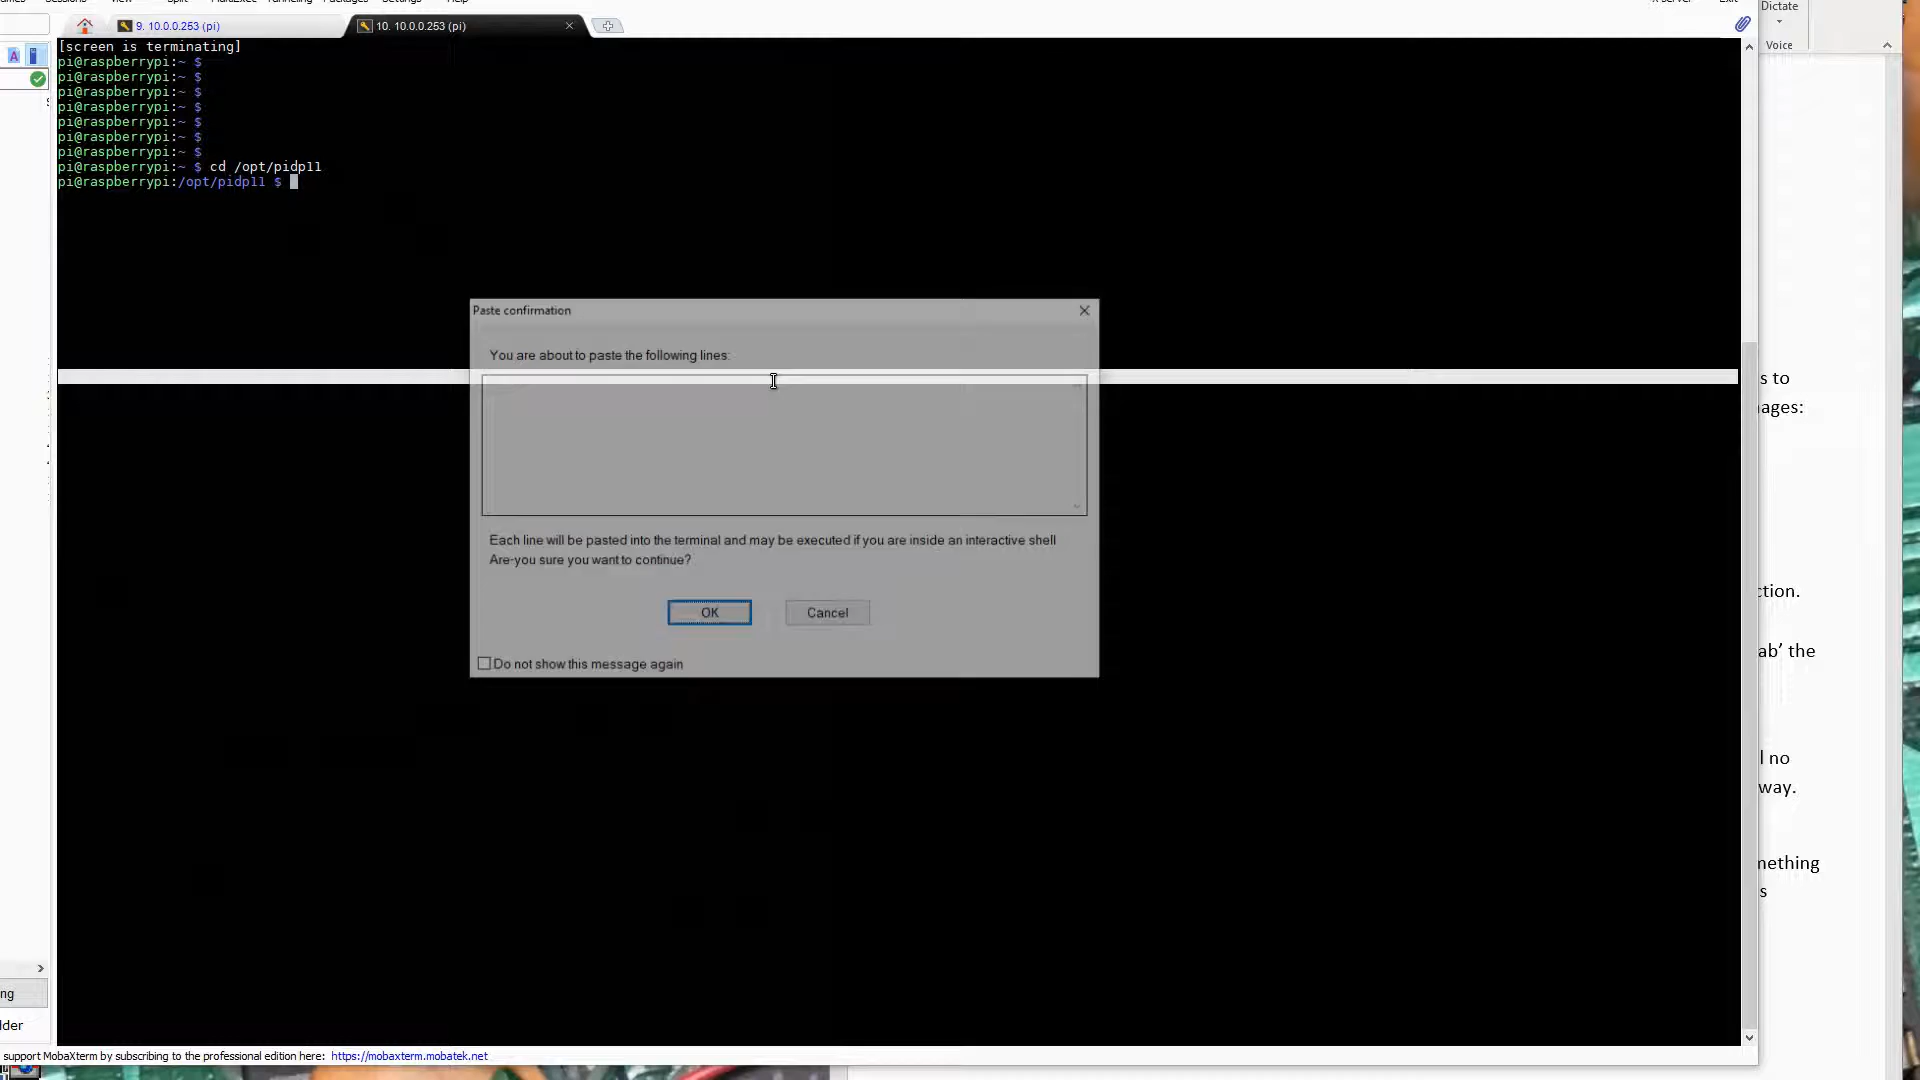 Dictate
9. 10.0.0.253 (pi)
10. 10.0.0.253 (pi)
Voice
[screen is terminating]
pi@raspberrypi:~ $
pi@raspberrypi:~ $
pi@raspberrypi:~ $
pi@raspberrypi:~ $
pi@raspberrypi:~ $
pi@raspberrypi:~ $
pi@raspberrypi:~ $
pi@raspberrypi:~ $ cd /opt/pidp11
pi@raspberrypi:/opt/pidp11 $
Paste confirmation
You are about to paste the following lines:
s to
ages:
Each line will be pasted into the terminal and may be executed if you are inside an interactive shell
Are-you sure you want to continue?
ction.
OK
Cancel
ab’ the
Do not show this message again
l no
way.
nething
s
ng
lder
support MobaXterm by subscribing to the professional edition here: https://mobaxterm.mobatek.net